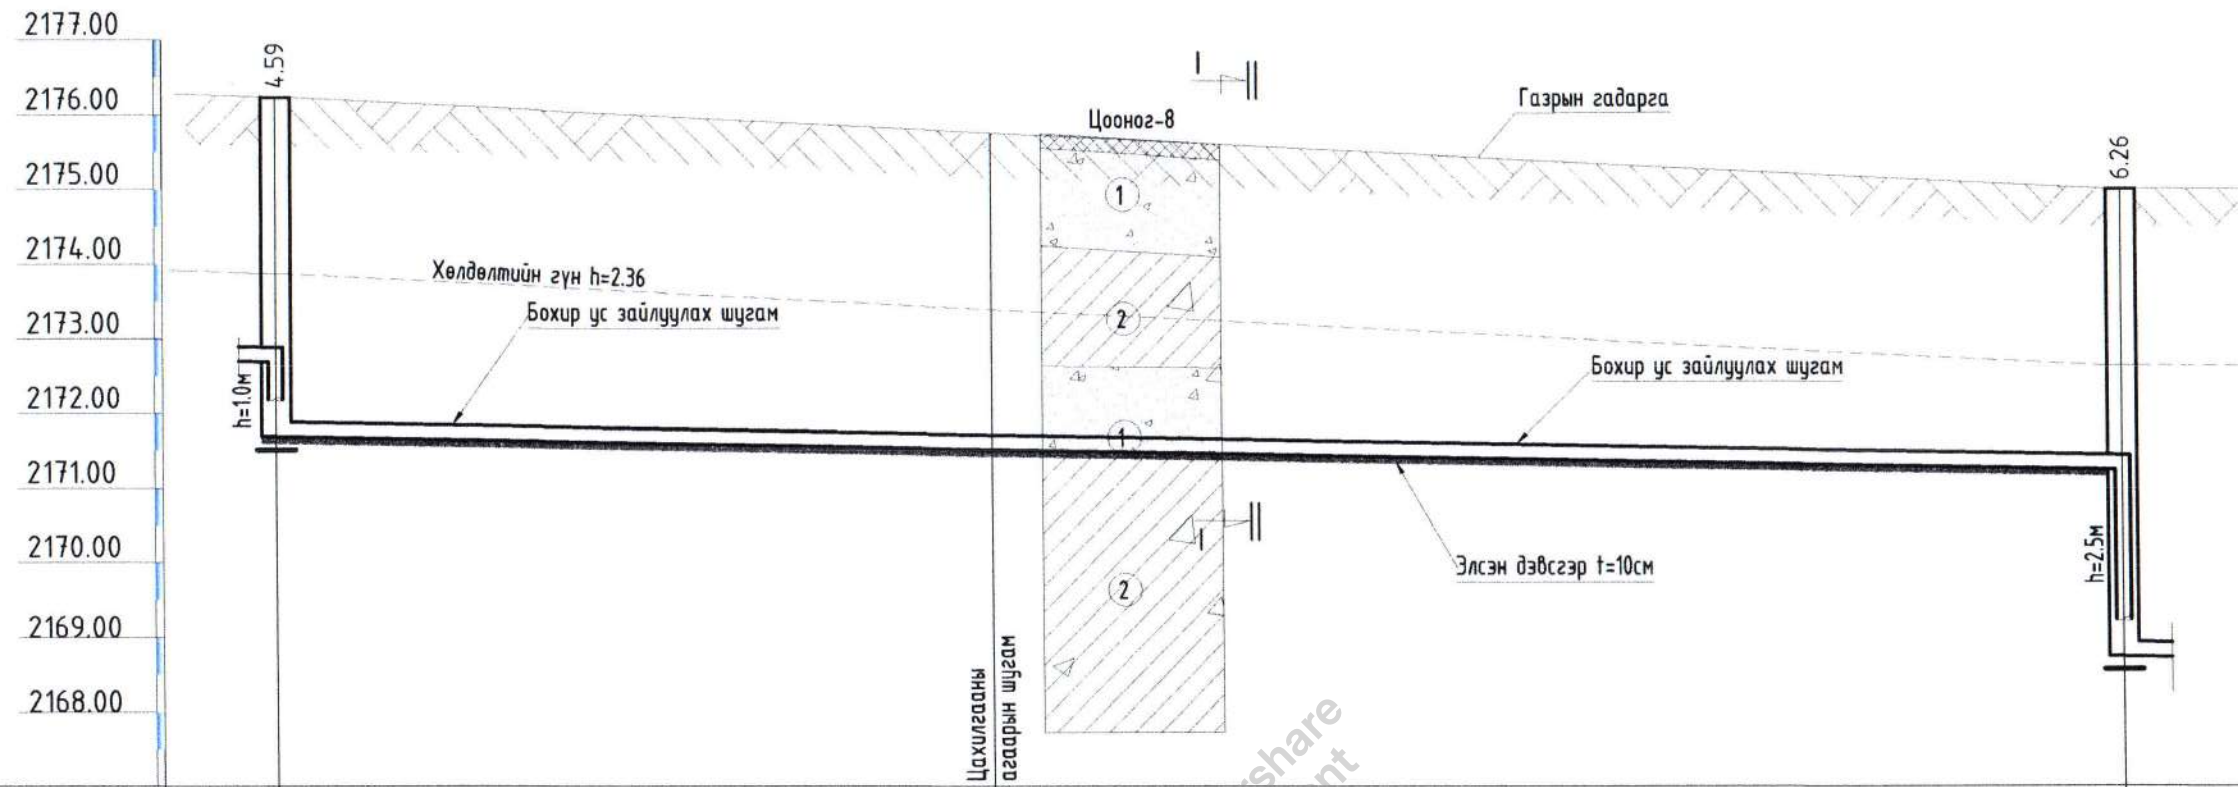 2177.00
2176.00
2175.00
2174.00
2173.00
2172.00
2171.00
2170.00
2169.00
2168.00
4.59
Хөлдөлтийн гүн h=2.36
Бохир ус зайлуулах шугам
h=1.0м
I
II
Цооног-8
1
2
1
2
I
II
Цахилгааны
агаарын шугам
Газрын гадарга
6.26
Бохир ус зайлуулах шугам
Элсэн дэвсгэр t=10см
h=2.5м